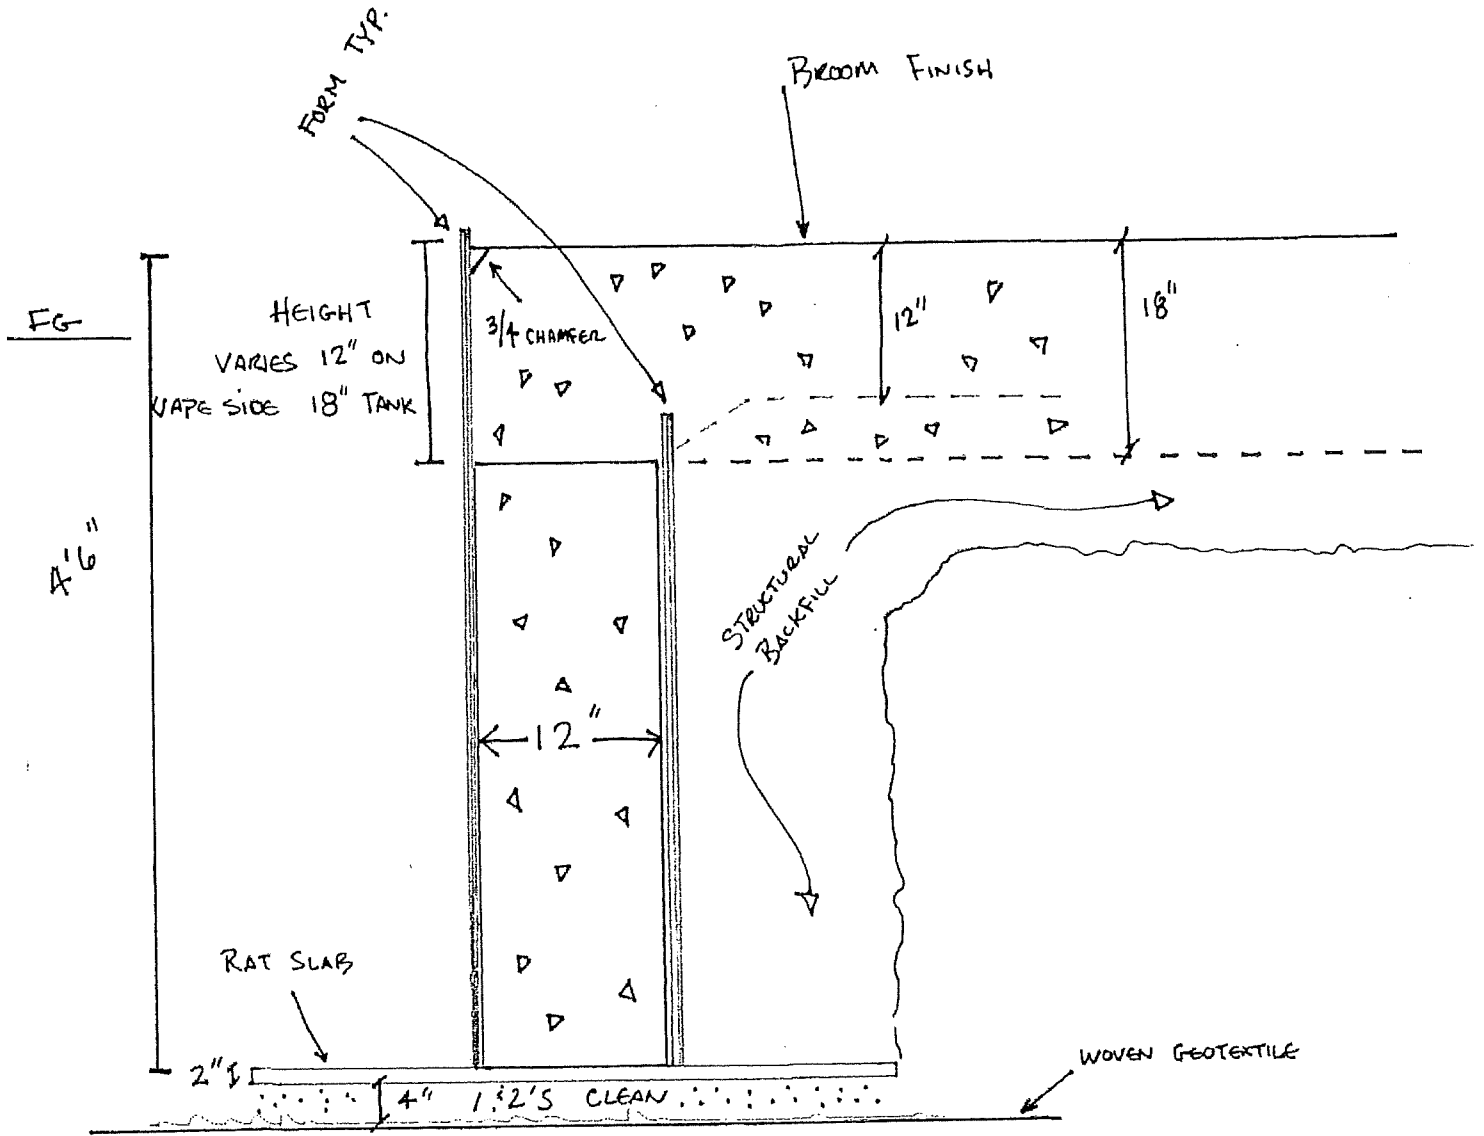 FORM TYP.
BROOM FINISH
FG
HEIGHT
VARIES 12" ON
VAPE SIDE 18" TANK
3/4 CHAMFER
12"
18"
4'6"
STRUCTURAL
BACKFILL
12"
RAT SLAB
2"
4" 1 & 2'S CLEAN
WOVEN GEOTEXTILE